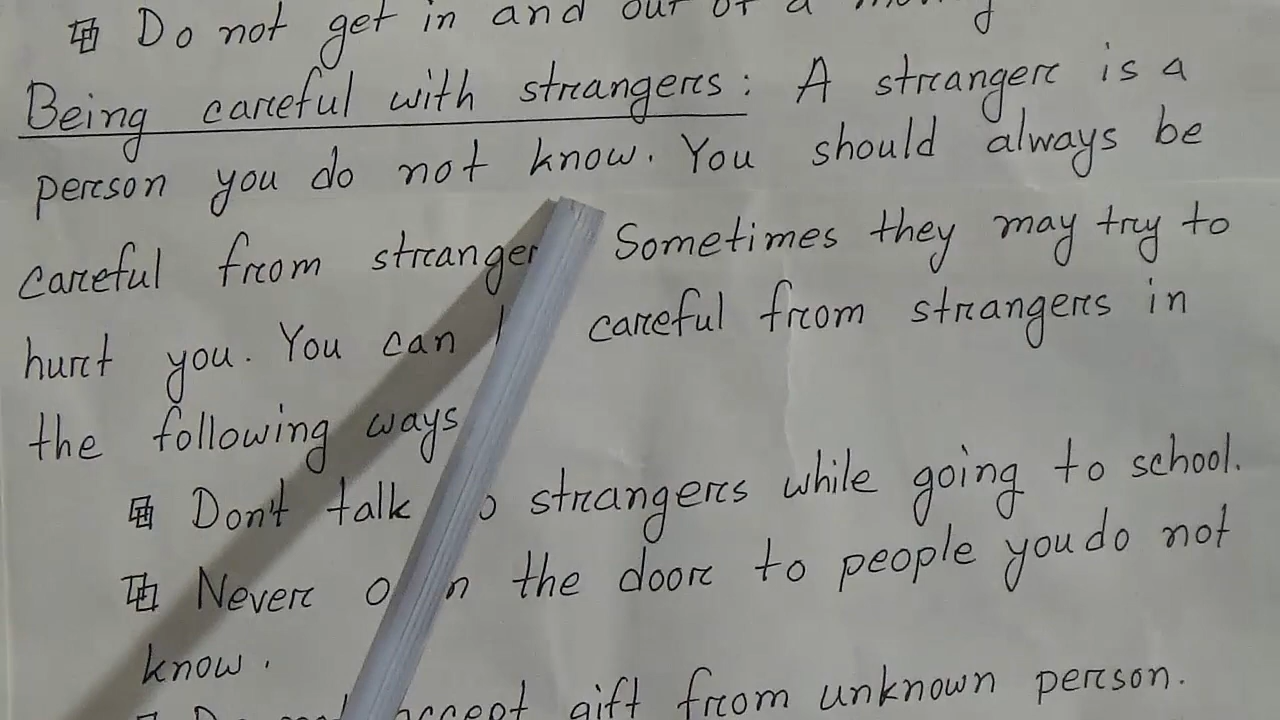 Do not get in and out of a
Being careful with strangers: A stranger is a
person you do not know. You should always be
careful from Sometimes they may try to
hurt you. You can careful from strangers in
the following ways
Don't talk strangers while going to school.
Never the door to people you do not
know.
gift from unknown person.